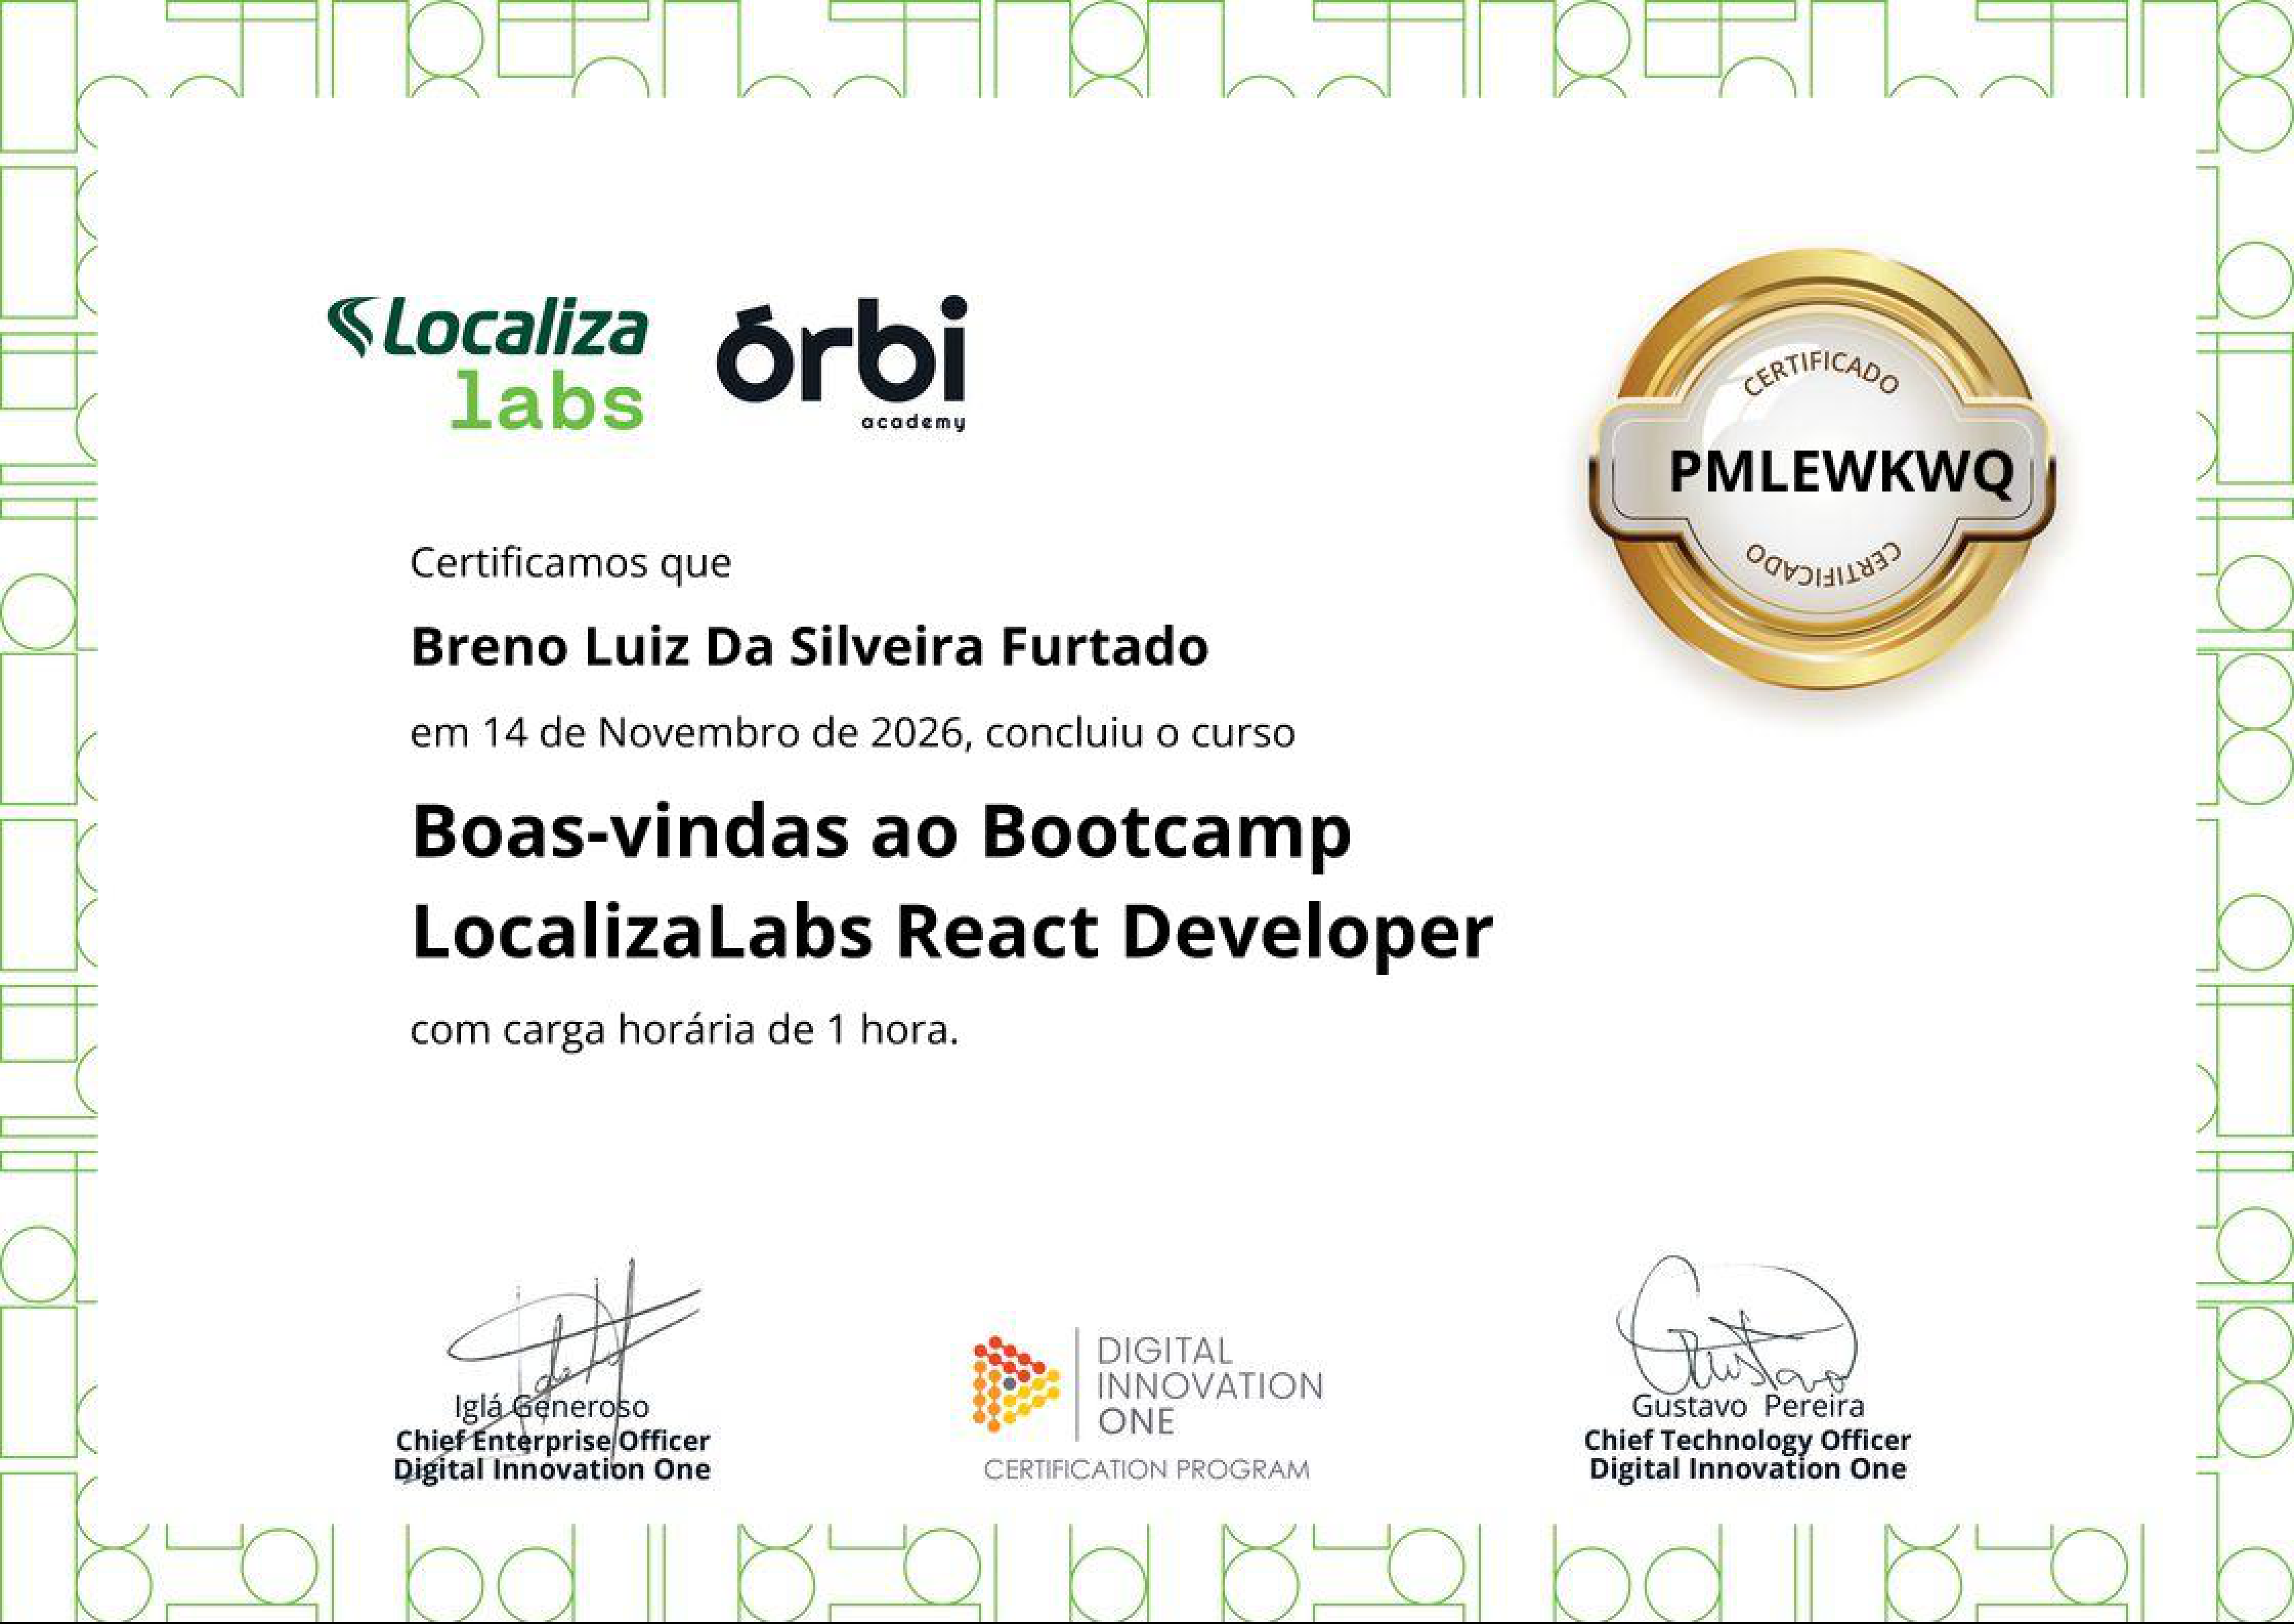 Localiza
labs
órbi
academy
CERTIFICADO
PMLEWKWQ
CERTIFICADO
Certificamos que
Breno Luiz Da Silveira Furtado
em 14 de Novembro de 2026, concluiu o curso
Boas-vindas ao Bootcamp
LocalizaLabs React Developer
com carga horária de 1 hora.
Iglá Generoso
Chief Enterprise Officer
Digital Innovation One
DIGITAL
INNOVATION
ONE
CERTIFICATION PROGRAM
Gustavo
Gustavo Pereira
Chief Technology Officer
Digital Innovation One